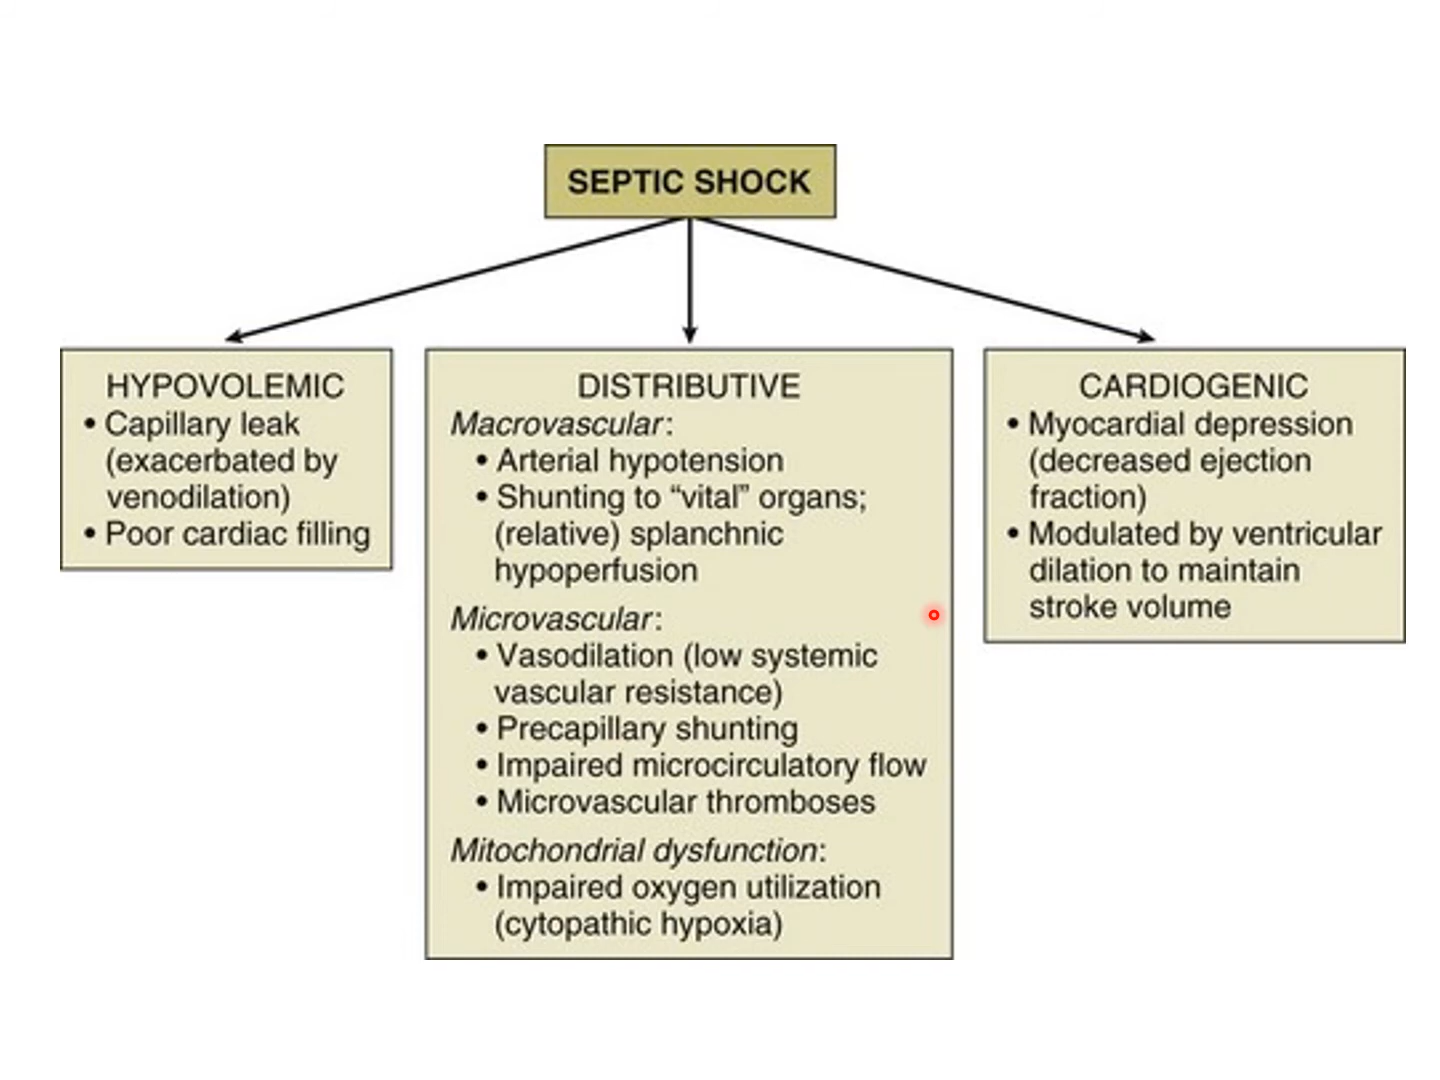 SEPTIC SHOCK
HYPOVOLEMIC
• Capillary leak
(exacerbated by
venodilation)
• Poor cardiac filling
DISTRIBUTIVE
Macrovascular:
• Arterial hypotension
• Shunting to “vital” organs;
(relative) splanchnic
hypoperfusion
Microvascular:
• Vasodilation (low systemic
vascular resistance)
• Precapillary shunting
• Impaired microcirculatory flow
• Microvascular thromboses
Mitochondrial dysfunction:
• Impaired oxygen utilization
(cytopathic hypoxia)
CARDIOGENIC
• Myocardial depression
(decreased ejection
fraction)
• Modulated by ventricular
dilation to maintain
stroke volume